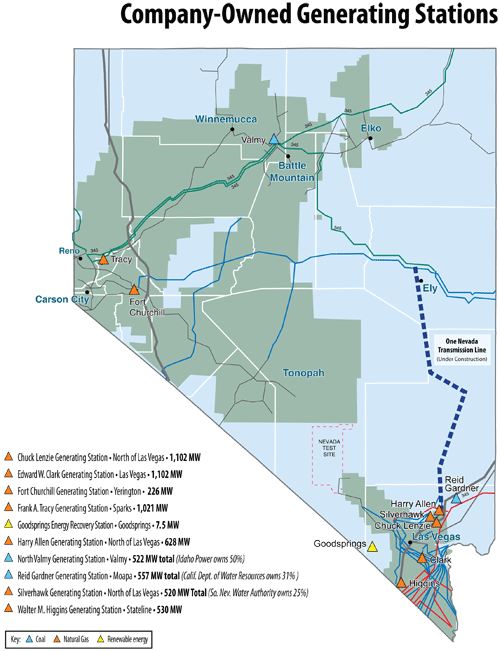 Company-Owned Generating Stations
345
Winnemucca
Valmy
345
Elko
Battle
Mountain
345
345
345
Reno
345
Tracy
Carson City
Fort
Churchill
Ely
One Nevada
Transmission Line
(Under Construction)
Tonopah
NEVADA
TEST
SITE
Reid
Gardner
Harry Allen
345
Silverhawk
Chuck Lenzie
Goodsprings
Las Vegas
Clark
Higgins
Chuck Lenzie Generating Station • North of Las Vegas • 1,102 MW
Edward W. Clark Generating Station • Las Vegas • 1,102 MW
Fort Churchill Generating Station • Yerington • 226 MW
Frank A. Tracy Generating Station • Sparks • 1,021 MW
Goodsprings Energy Recovery Station • Goodsprings • 7.5 MW
Harry Allen Generating Station • North of Las Vegas • 628 MW
North Valmy Generating Station • Valmy • 522 MW total (Idaho Power owns 50%)
Reid Gardner Generating Station • Moapa • 557 MW total (Calif. Dept. of Water Resources owns 31% )
Silverhawk Generating Station • North of Las Vegas • 520 MW Total (So. Nev. Water Authority owns 25%)
Walter M. Higgins Generating Station • Stateline • 530 MW
Key: Coal Natural Gas Renewable energy